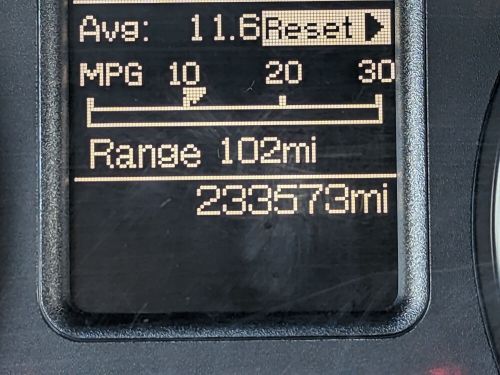 Avg: 11.6 Reset
MPG 10 20 30
Range 102mi
233573mi